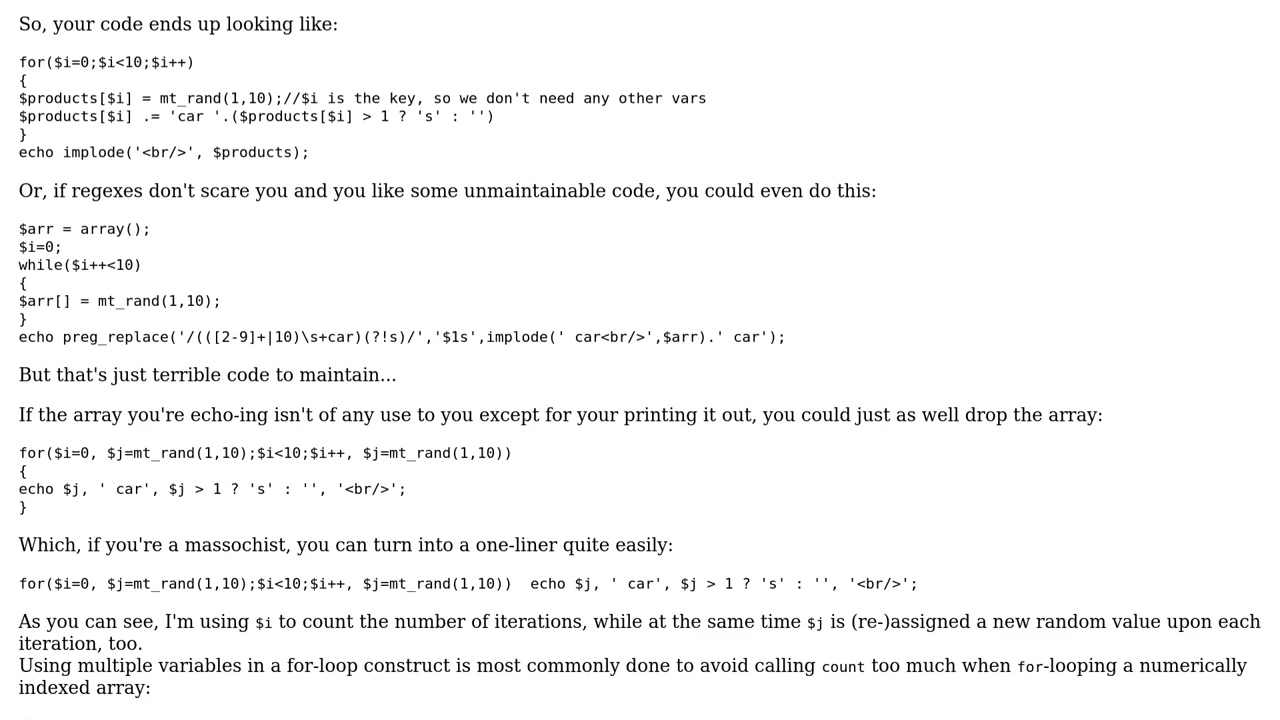 So, your code ends up looking like:
for($i=0;$i<10;$i++)
{
$products[$i] = mt_rand(1,10);//$i is the key, so we don't need any other vars
$products[$i] .= 'car '.($products[$i] > 1 ? 's' : '')
}
echo implode('<br/>', $products);
Or, if regexes don't scare you and you like some unmaintainable code, you could even do this:
$arr = array();
$i=0;
while($i++<10)
{
$arr[] = mt_rand(1,10);
}
echo preg_replace('/(([2-9]+|10)\s+car)(?!s)/','$1s',implode(' car<br/>',$arr).' car');
But that's just terrible code to maintain...
If the array you're echo-ing isn't of any use to you except for your printing it out, you could just as well drop the array:
for($i=0, $j=mt_rand(1,10);$i<10;$i++, $j=mt_rand(1,10))
{
echo $j, ' car', $j > 1 ? 's' : '', '<br/>';
}
Which, if you're a massochist, you can turn into a one-liner quite easily:
for($i=0, $j=mt_rand(1,10);$i<10;$i++, $j=mt_rand(1,10))  echo $j, ' car', $j > 1 ? 's' : '', '<br/>';
As you can see, I'm using $i to count the number of iterations, while at the same time $j is (re-)assigned a new random value upon each
iteration, too.
Using multiple variables in a for-loop construct is most commonly done to avoid calling count too much when for-looping a numerically
indexed array: